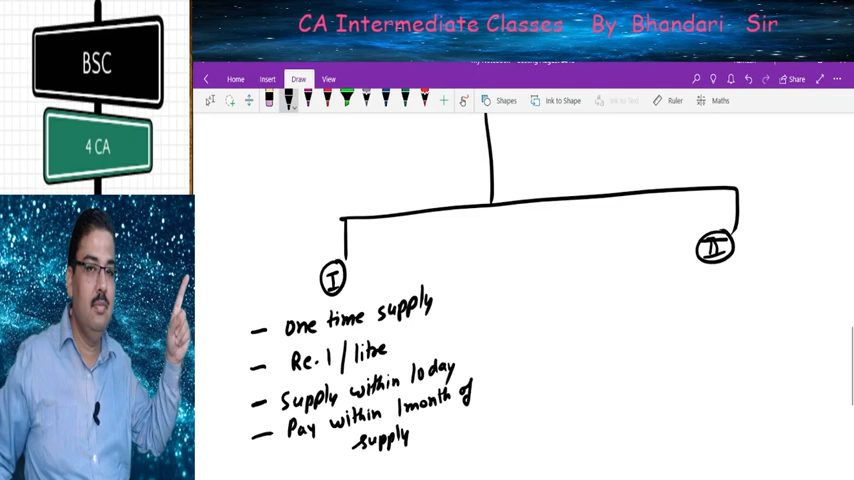 BSC
4 CA
CA Intermediate Classes By Bhandari Sir
Home Insert Draw View
Share
Shapes Ink to Shape Ink to Text Ruler Maths
I
II
— One time supply
— Re. 1 / litre
— Supply within 10 day
— Pay within 1 month of
supply